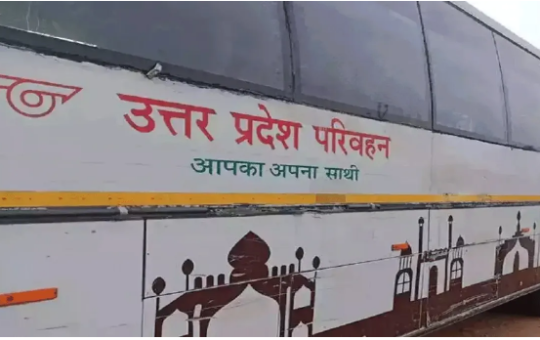 उत्तर प्रदेश परिवहन
आपका अपना साथी